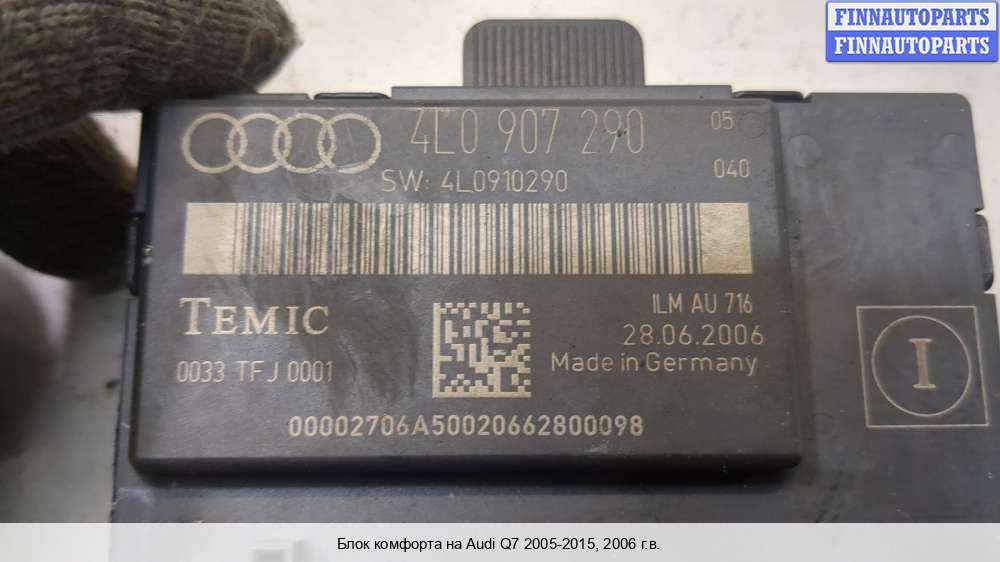 FINNAUTOPARTS
FINNAUTOPARTS
4L0 907 290 05
SW: 4L0910290 040
TEMIC
ILM AU 716
28.06.2006
0033 TFJ 0001
Made in Germany
I
00002706A50020662800098
Блок комфорта на Audi Q7 2005-2015, 2006 г.в.